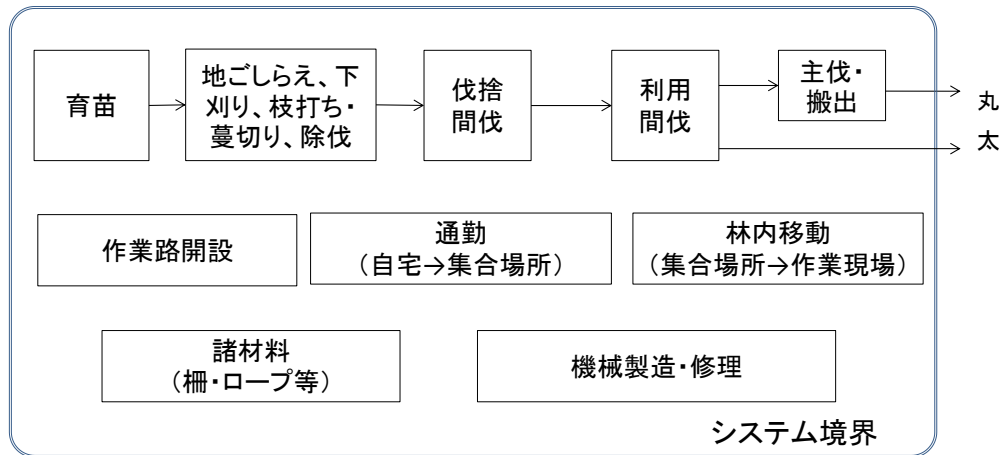 育苗
地ごしらえ、下
刈り、枝打ち・
蔓切り、除伐
伐捨
間伐
利用
間伐
主伐・
搬出
丸
太
作業路開設
通勤
（自宅→集合場所）
林内移動
（集合場所→作業現場）
諸材料
（柵・ロープ等）
機械製造・修理
システム境界